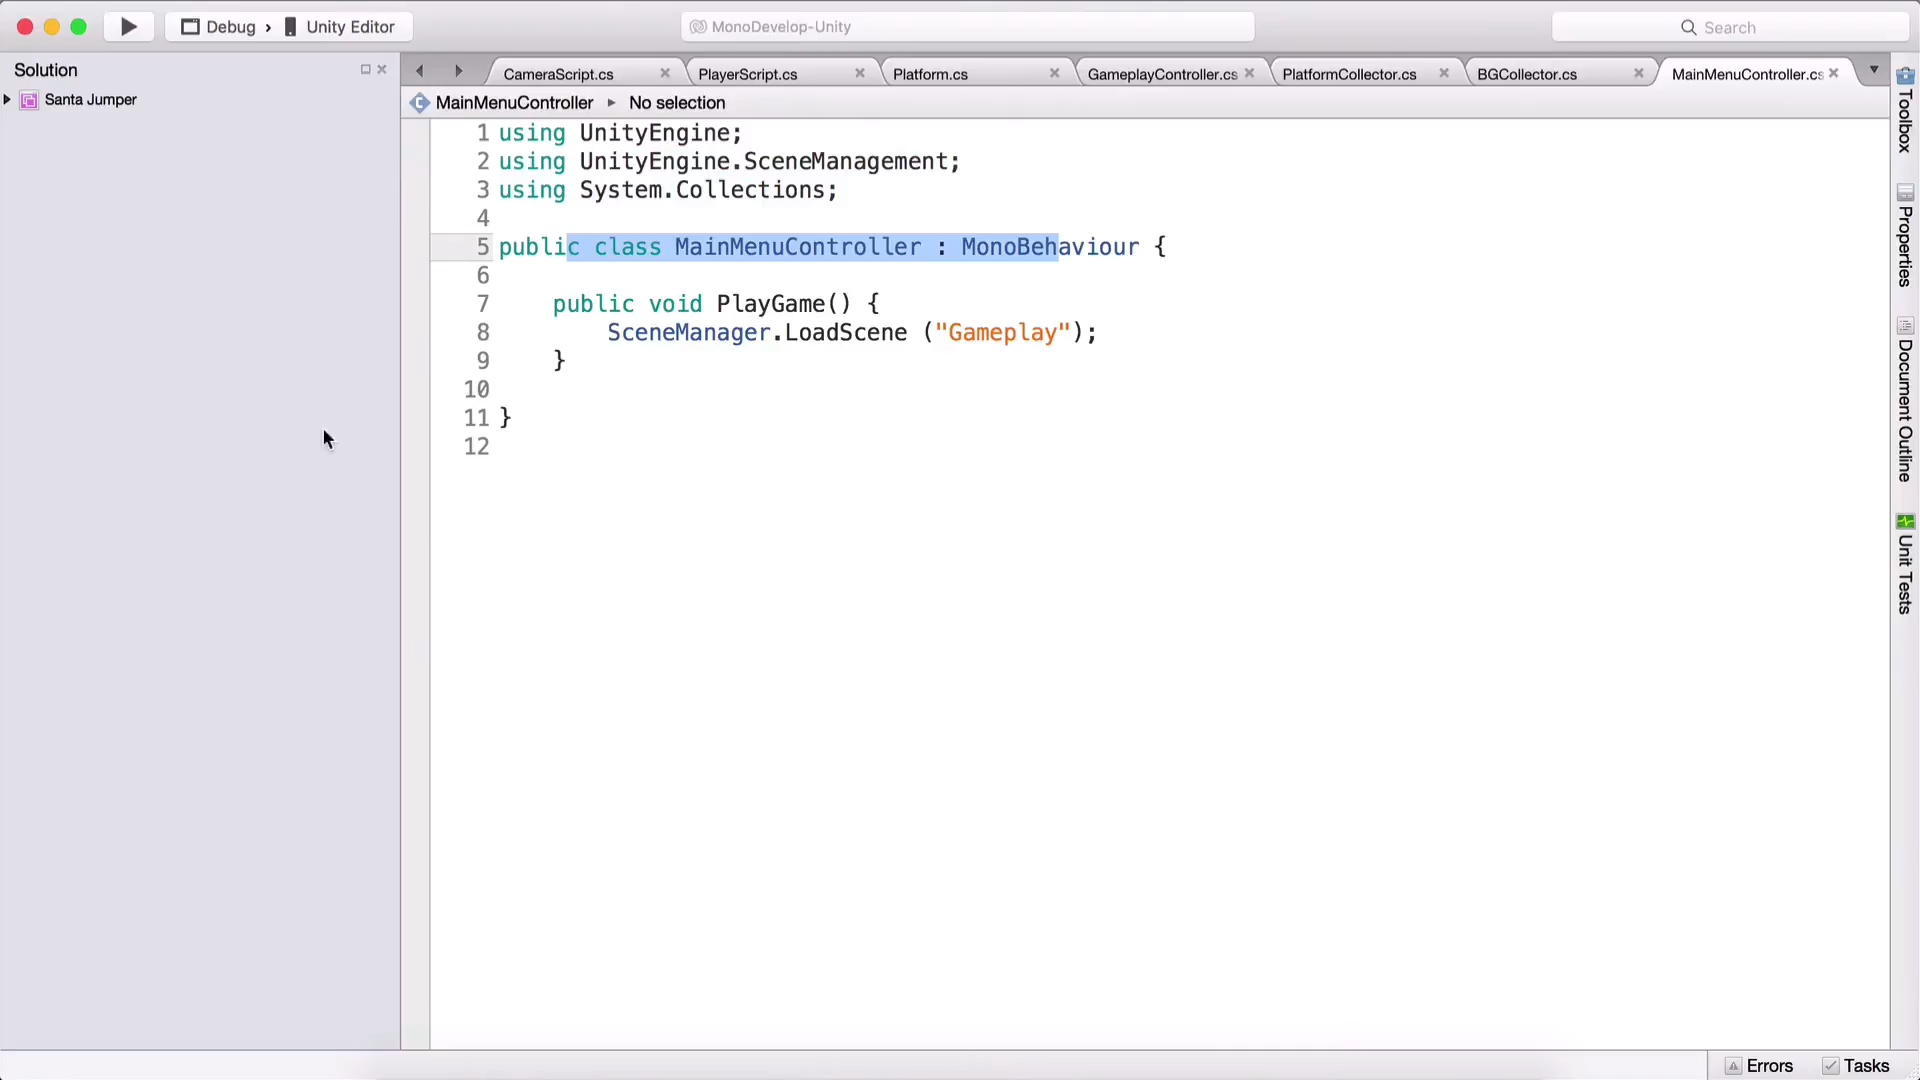 Debug › Unity Editor
MonoDevelop-Unity
Search
Solution
Santa Jumper
CameraScript.cs
PlayerScript.cs
Platform.cs
GameplayController.cs
PlatformCollector.cs
BGCollector.cs
MainMenuController.cs
MainMenuController ▸ No selection
1 using UnityEngine;
2 using UnityEngine.SceneManagement;
3 using System.Collections;
4
5 public class MainMenuController : MonoBehaviour {
6
7 public void PlayGame() {
8 SceneManager.LoadScene ("Gameplay");
9 }
10
11 }
12
Toolbox
Properties
Document Outline
Unit Tests
Errors
Tasks